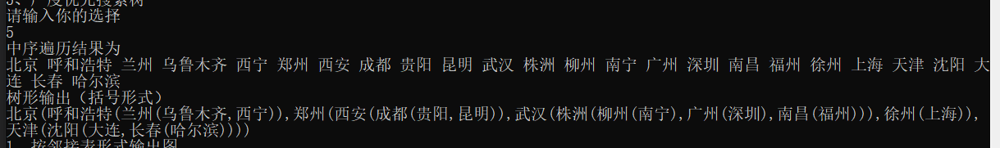 5、广度优先搜索树
请输入你的选择
5
中序遍历结果为
北京 呼和浩特 兰州 乌鲁木齐 西宁 郑州 西安 成都 贵阳 昆明 武汉 株洲 柳州 南宁 广州 深圳 南昌 福州 徐州 上海 天津 沈阳 大
连 长春 哈尔滨
树形输出（括号形式）
北京(呼和浩特(兰州(乌鲁木齐,西宁)),郑州(西安(成都(贵阳,昆明)),武汉(株洲(柳州(南宁),广州(深圳),南昌(福州))),徐州(上海)),
天津(沈阳(大连,长春(哈尔滨))))
1、按邻接表形式输出图